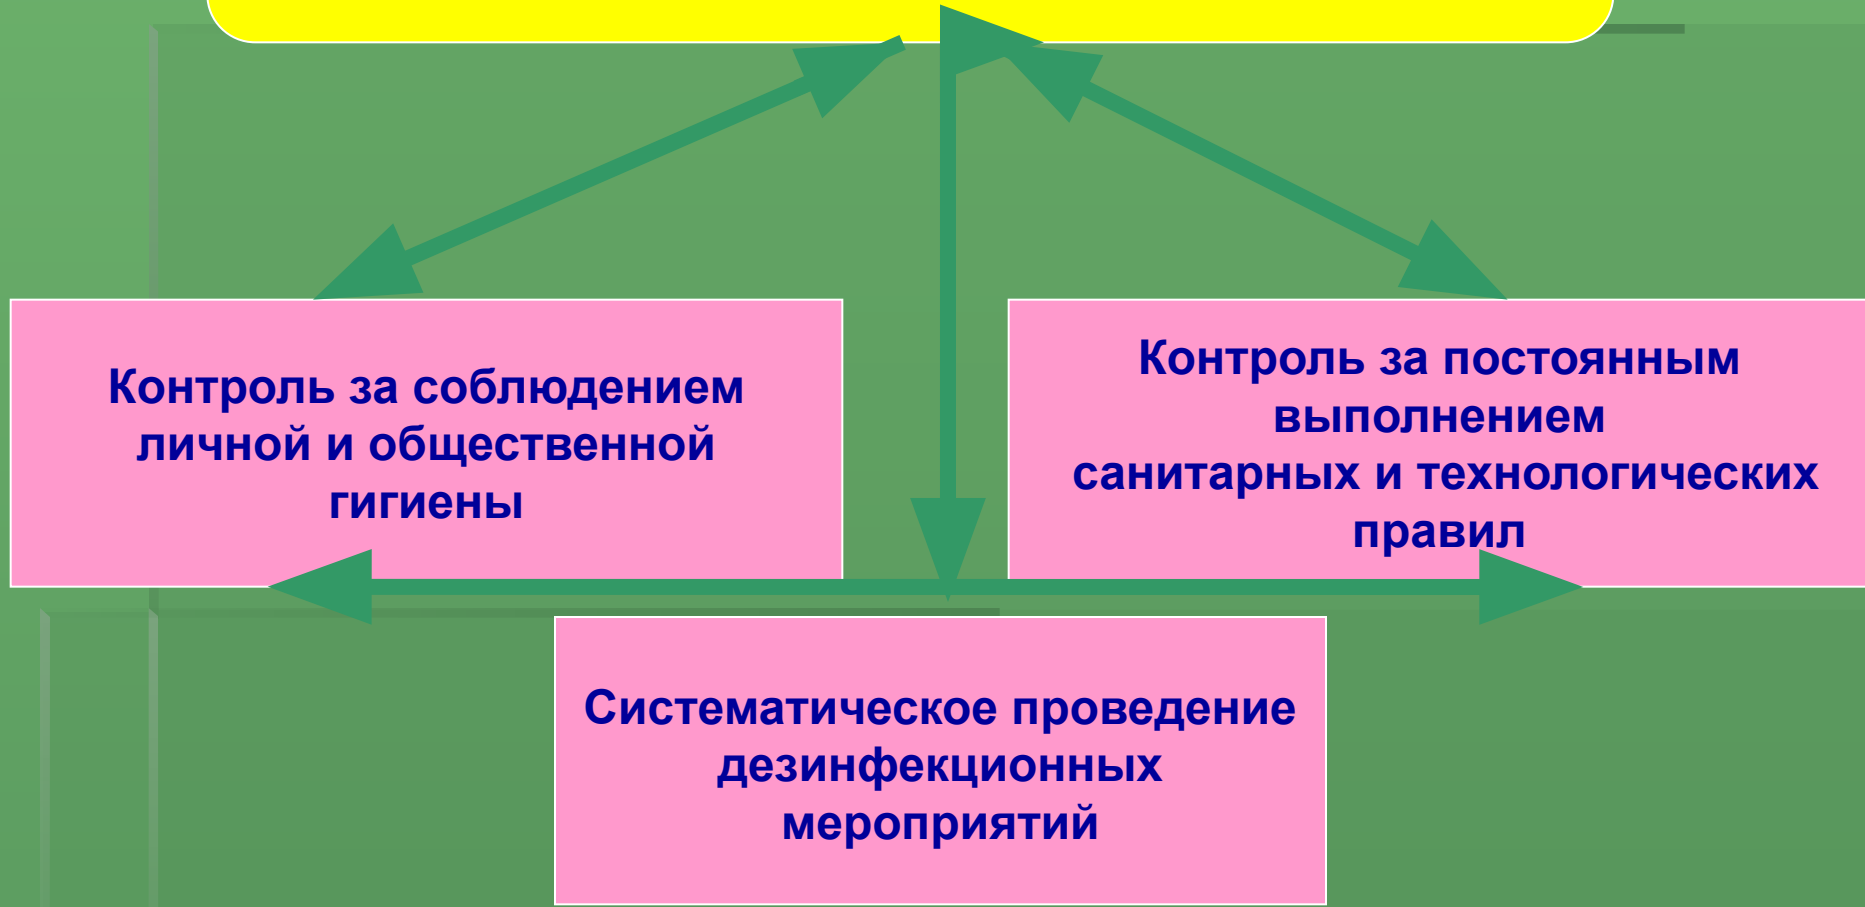 Контроль за соблюдением
личной и общественной
гигиены
Контроль за постоянным
выполнением
санитарных и технологических
правил
Систематическое проведение
дезинфекционных
мероприятий